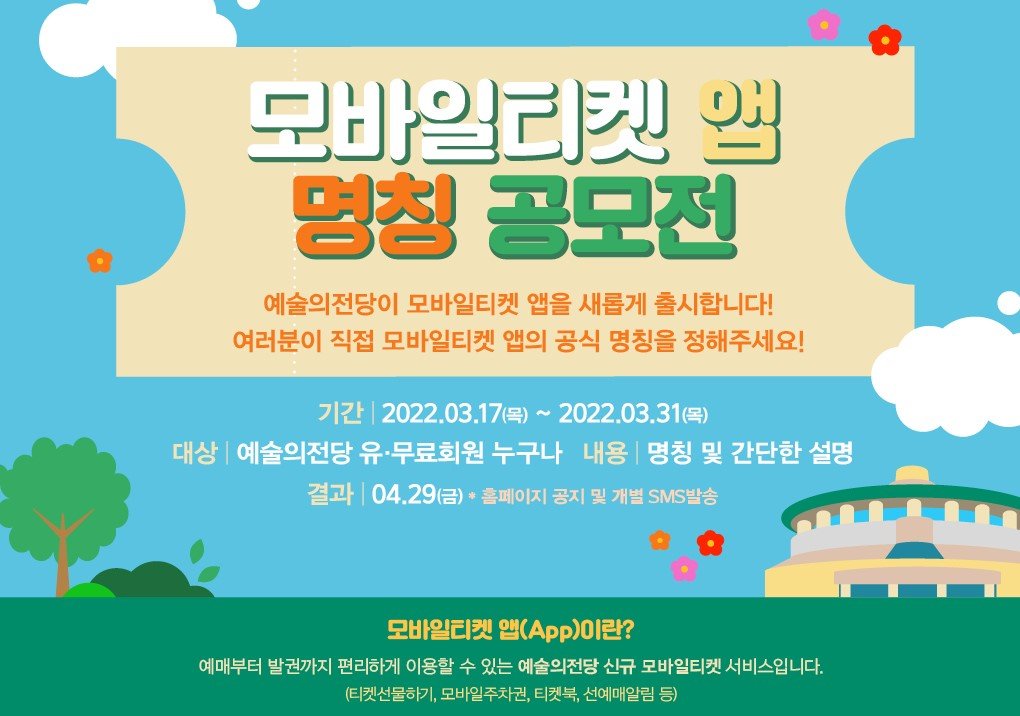 모바일티켓 앱
명칭 공모전
예술의전당이 모바일티켓 앱을 새롭게 출시합니다!
여러분이 직접 모바일티켓 앱의 공식 명칭을 정해주세요!
기간 | 2022.03.17(목) ~ 2022.03.31(목)
대상 | 예술의전당 유·무료회원 누구나 내용 | 명칭 및 간단한 설명
결과 | 04.29(금) * 홈페이지 공지 및 개별 SMS발송
모바일티켓 앱(App)이란?
예매부터 발권까지 편리하게 이용할 수 있는 예술의전당 신규 모바일티켓 서비스입니다.
(티켓선물하기, 모바일주차권, 티켓북, 선예매알림 등)